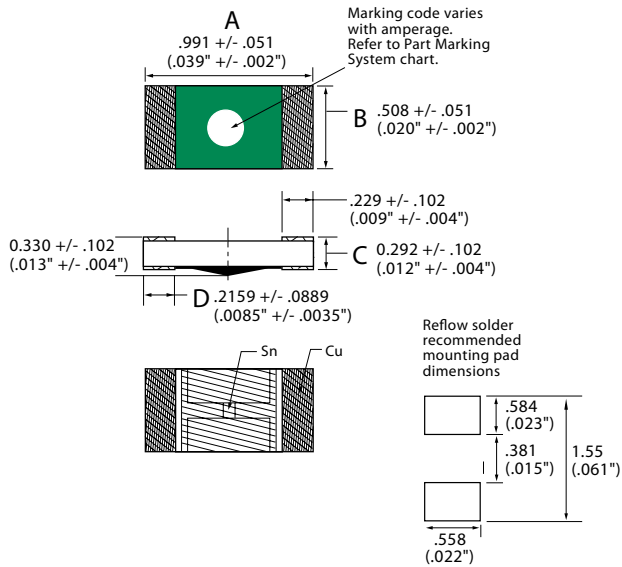 A
.991 +/- .051
(.039" +/- .002")
Marking code varies
with amperage.
Refer to Part Marking
System chart.
B
.508 +/- .051
(.020" +/- .002")
.229 +/- .102
(.009" +/- .004")
0.330 +/- .102
(.013" +/- .004")
C
0.292 +/- .102
(.012" +/- .004")
D
.2159 +/- .0889
(.0085" +/- .0035")
Sn
Cu
Reflow solder
recommended
mounting pad
dimensions
.584
(.023")
.381
(.015")
1.55
(.061")
.558
(.022")